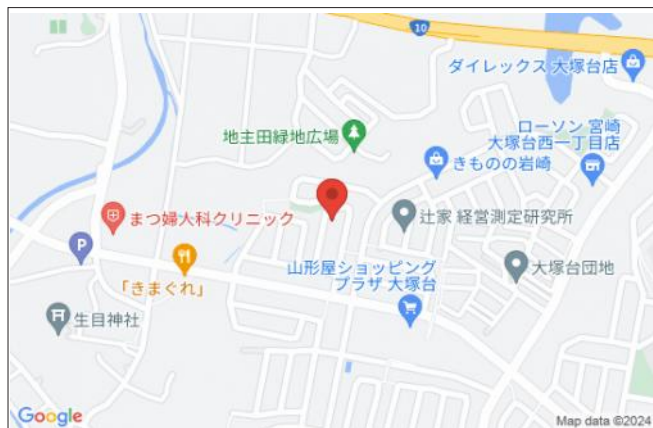 10
ダイレックス 大塚台店
ローソン 宮崎
大塚台西一丁目店
地主田緑地広場
きものの岩崎
まつ婦人科クリニック
辻家 経営測定研究所
P
「きまぐれ」
山形屋ショッピング
プラザ 大塚台
大塚台団地
生目神社
Google
Map data ©2024